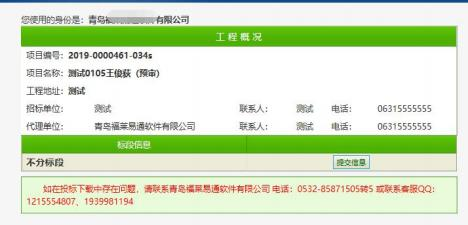 您使用的身份是：青岛福有限公司
工程概况
项目编号：2019-0000461-034s
项目名称：测试0105王俊荻（预审）
工程地址：测试
招标单位： 测试 联系人： 测试 电话： 06315555555
代理单位： 青岛福莱易通软件有限公司 联系人： 测试 电话： 06315555555
标段信息
不分标段 提交信息
如在投标下载中存在问题，请联系青岛福莱易通软件有限公司 电话：0532-85871505转5 或联系客服QQ：
1215554807、1939981194